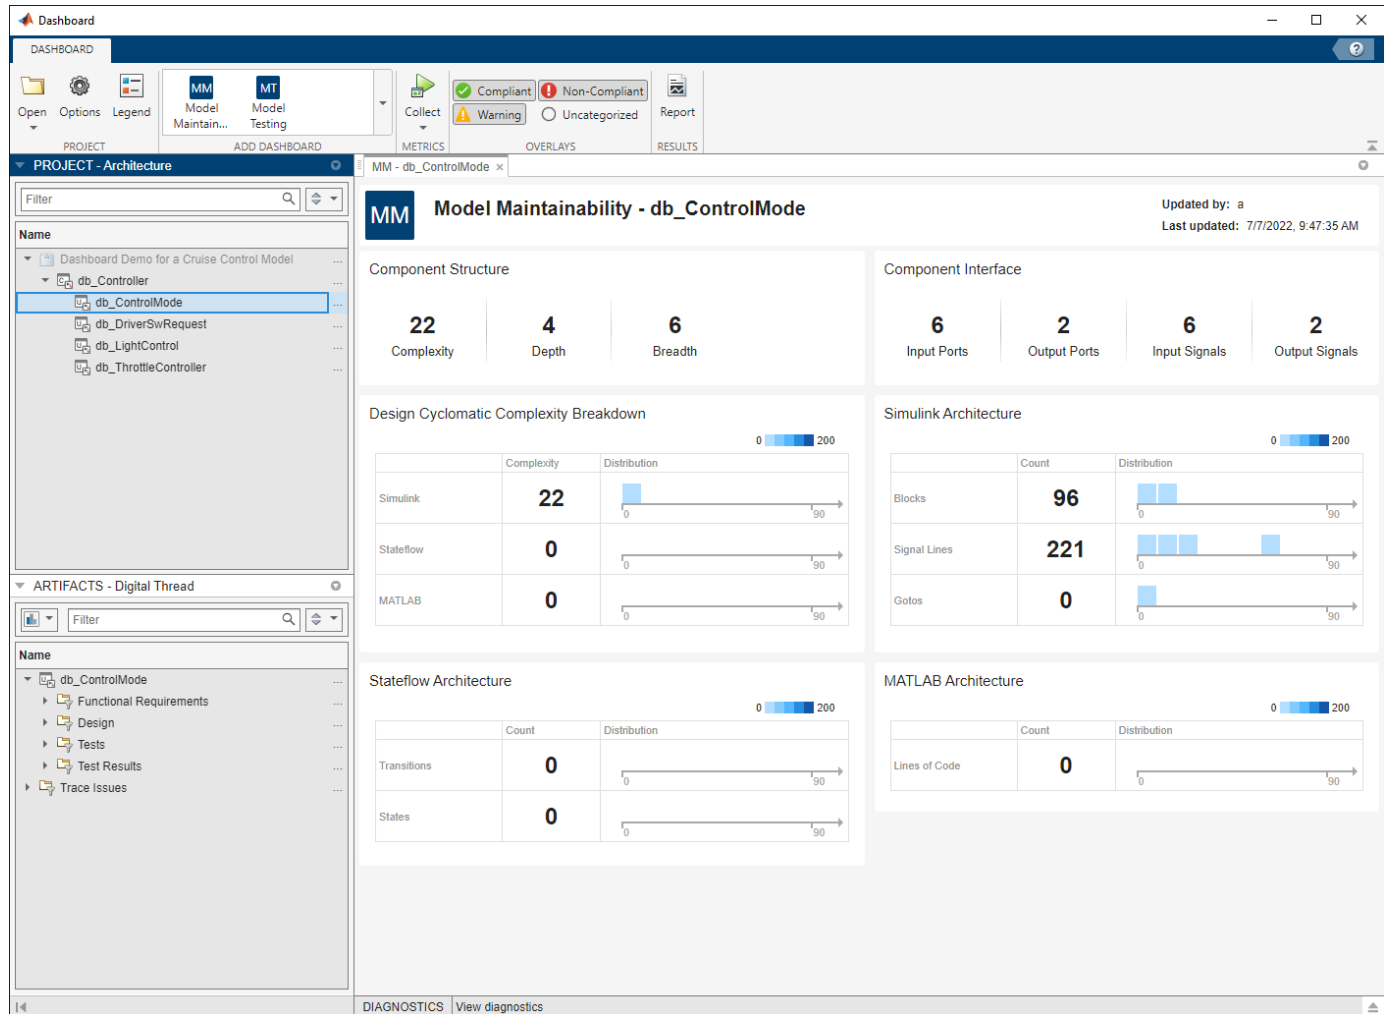 Dashboard
DASHBOARD
?
Open
Options
Legend
MM
Model
Maintain...
MT
Model
Testing
Collect
Compliant
Non-Compliant
Warning
Uncategorized
Report
PROJECT
ADD DASHBOARD
METRICS
OVERLAYS
RESULTS
PROJECT - Architecture
Filter
Name
Dashboard Demo for a Cruise Control Model ...
db_Controller ...
db_ControlMode ...
db_DriverSwRequest ...
db_LightControl ...
db_ThrottleController ...
ARTIFACTS - Digital Thread
Filter
Name
db_ControlMode ...
Functional Requirements ...
Design ...
Tests ...
Test Results ...
Trace Issues ...
MM - db_ControlMode ×
MM
Model Maintainability - db_ControlMode
Updated by: a
Last updated: 7/7/2022, 9:47:35 AM
Component Structure
22 4 6
Complexity Depth Breadth
Component Interface
6 2 6 2
Input Ports Output Ports Input Signals Output Signals
Design Cyclomatic Complexity Breakdown
0 200
Complexity Distribution
Simulink 22
0 90
Stateflow 0
0 90
MATLAB 0
0 90
Simulink Architecture
0 200
Count Distribution
Blocks 96
0 90
Signal Lines 221
0 90
Gotos 0
0 90
Stateflow Architecture
0 200
Count Distribution
Transitions 0
0 90
States 0
0 90
MATLAB Architecture
0 200
Count Distribution
Lines of Code 0
0 90
DIAGNOSTICS View diagnostics